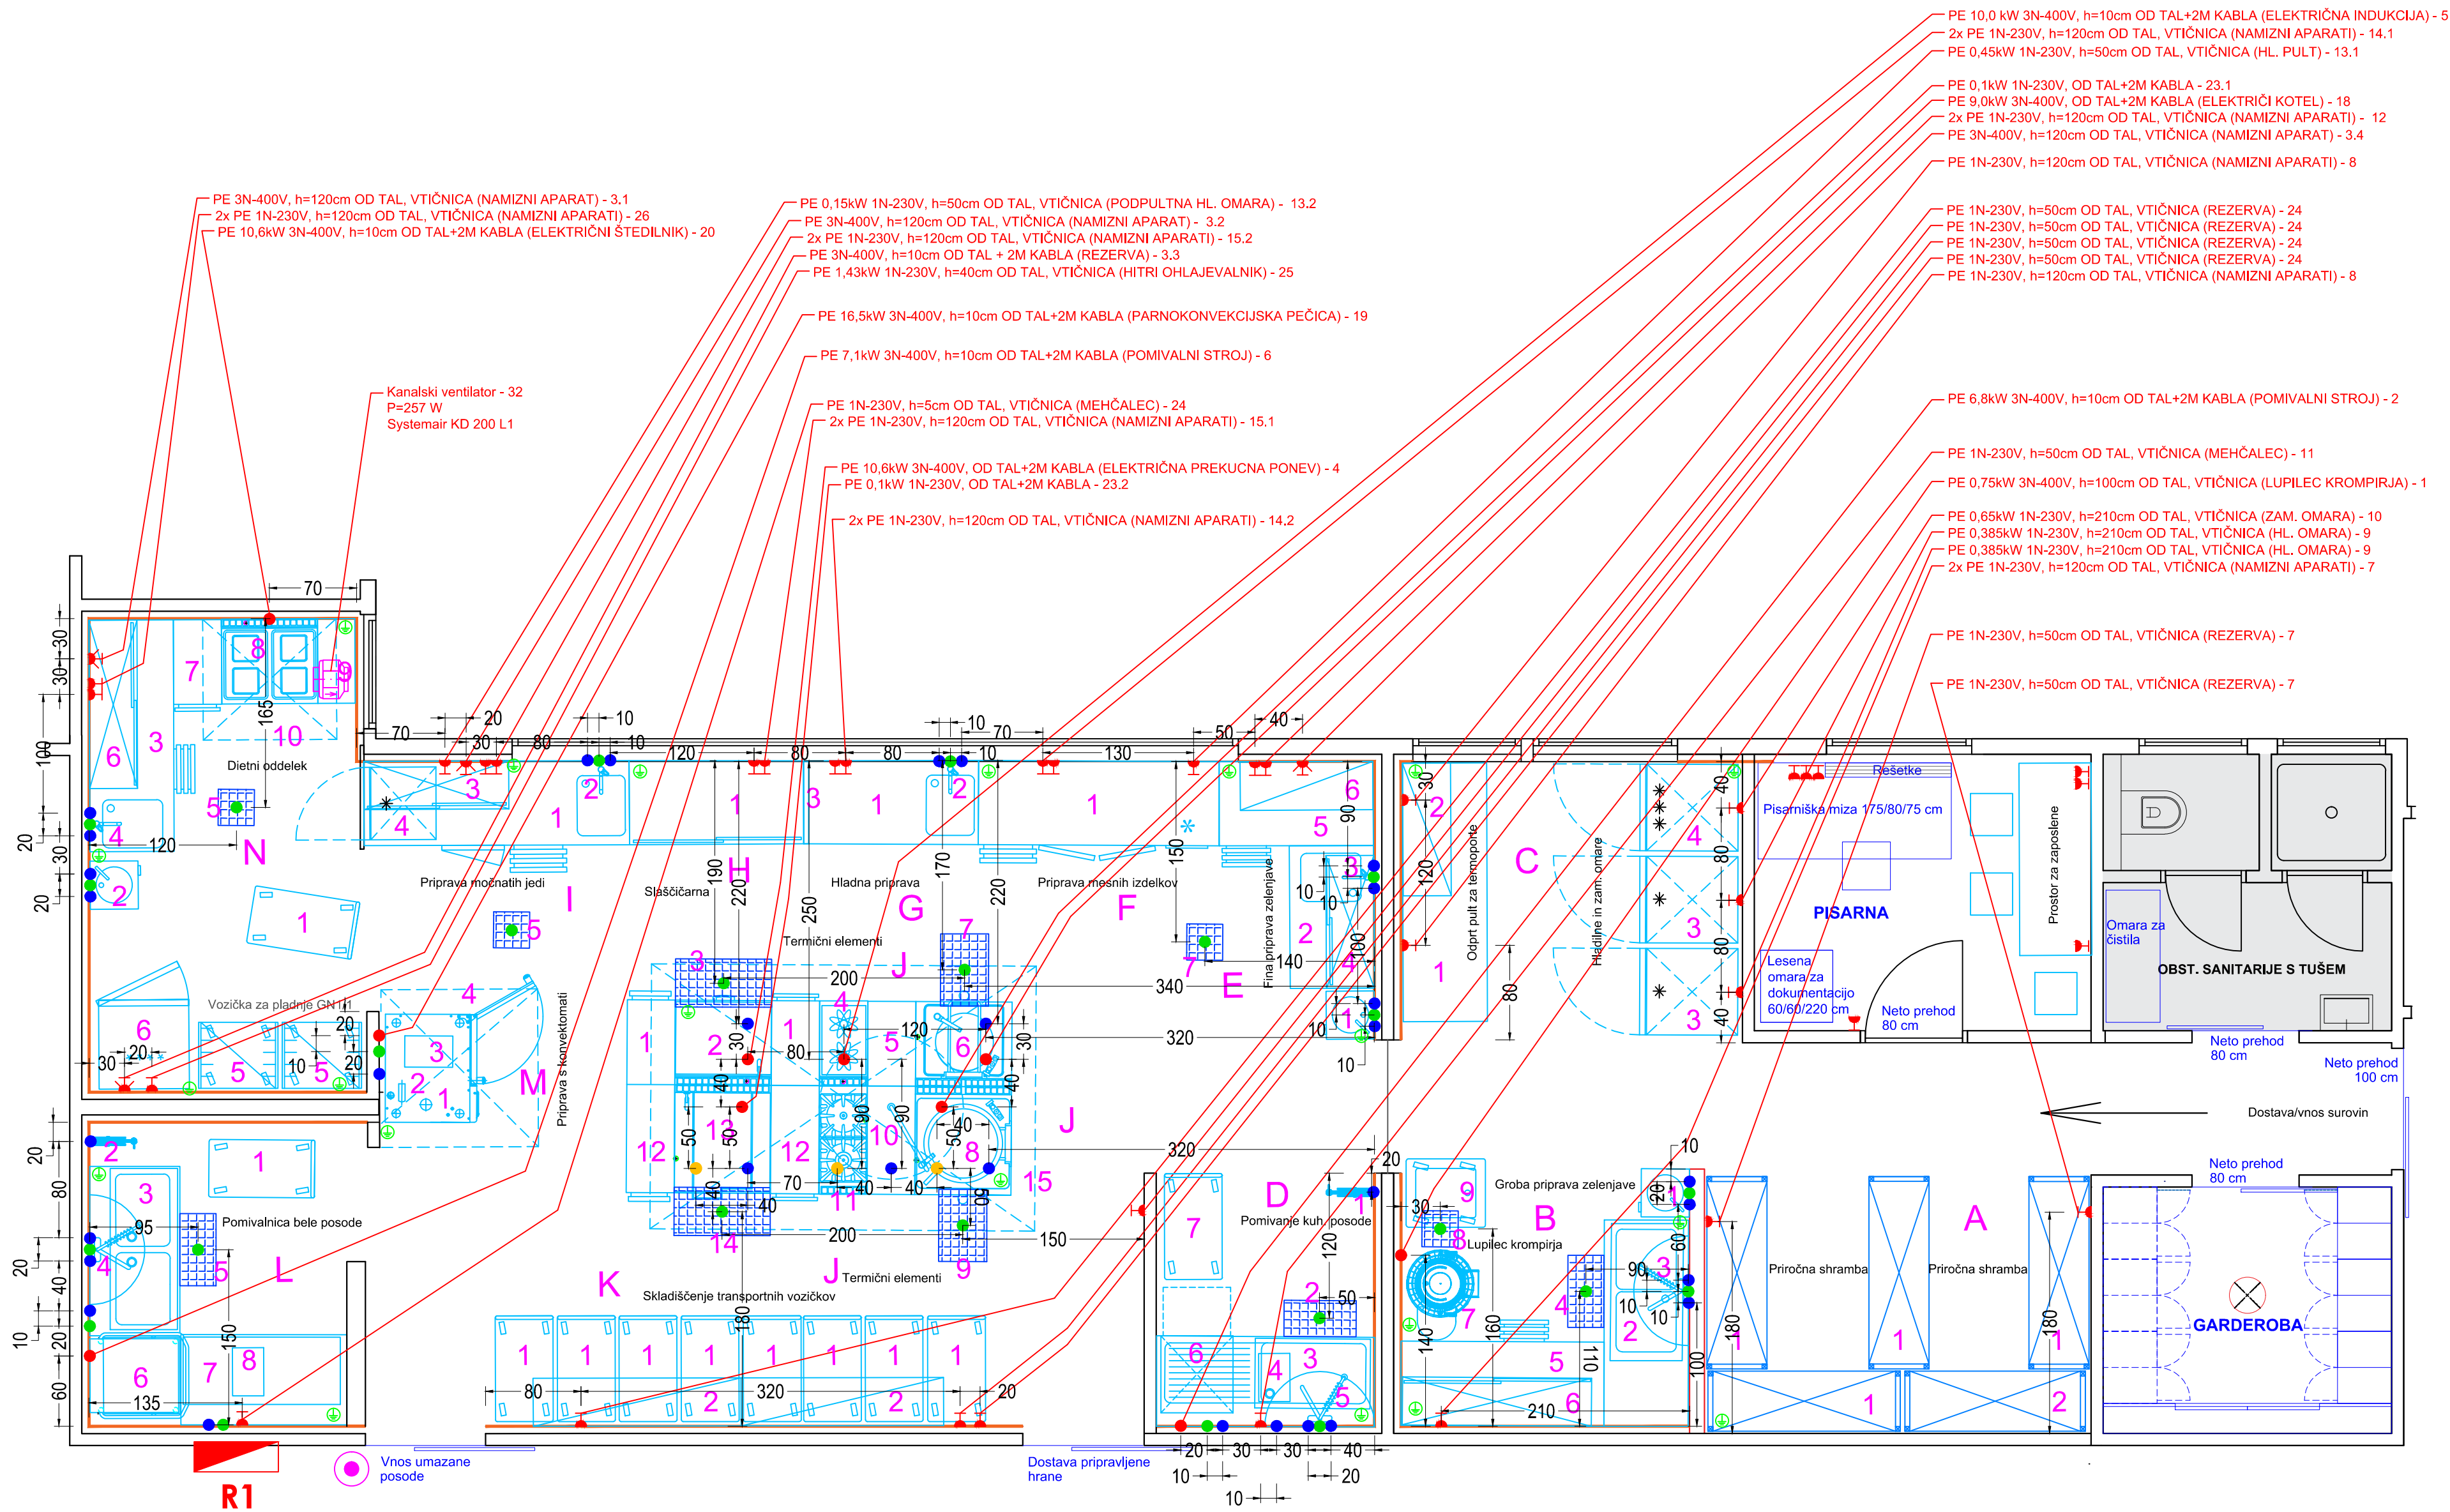 PE 10,0 kW 3N-400V, h=10cm OD TAL+2M KABLA (ELEKTRIČNA INDUKCIJA) - 5
2x PE 1N-230V, h=120cm OD TAL, VTIČNICA (NAMIZNI APARATI) - 14.1
PE 0,45kW 1N-230V, h=50cm OD TAL, VTIČNICA (HL. PULT) - 13.1
PE 0,1kW 1N-230V, OD TAL+2M KABLA - 23.1
PE 9,0kW 3N-400V, OD TAL+2M KABLA (ELEKTRIČI KOTEL) - 18
2x PE 1N-230V, h=120cm OD TAL, VTIČNICA (NAMIZNI APARATI) - 12
PE 3N-400V, h=120cm OD TAL, VTIČNICA (NAMIZNI APARAT) - 3.4
PE 1N-230V, h=120cm OD TAL, VTIČNICA (NAMIZNI APARATI) - 8
PE 1N-230V, h=50cm OD TAL, VTIČNICA (REZERVA) - 24
PE 1N-230V, h=50cm OD TAL, VTIČNICA (REZERVA) - 24
PE 1N-230V, h=50cm OD TAL, VTIČNICA (REZERVA) - 24
PE 1N-230V, h=50cm OD TAL, VTIČNICA (REZERVA) - 24
PE 1N-230V, h=120cm OD TAL, VTIČNICA (NAMIZNI APARATI) - 8
PE 3N-400V, h=120cm OD TAL, VTIČNICA (NAMIZNI APARAT) - 3.1
2x PE 1N-230V, h=120cm OD TAL, VTIČNICA (NAMIZNI APARATI) - 26
PE 10,6kW 3N-400V, h=10cm OD TAL+2M KABLA (ELEKTRIČNI ŠTEDILNIK) - 20
PE 0,15kW 1N-230V, h=50cm OD TAL, VTIČNICA (PODPULTNA HL. OMARA) - 13.2
PE 3N-400V, h=120cm OD TAL, VTIČNICA (NAMIZNI APARAT) - 3.2
2x PE 1N-230V, h=120cm OD TAL, VTIČNICA (NAMIZNI APARATI) - 15.2
PE 3N-400V, h=10cm OD TAL + 2M KABLA (REZERVA) - 3.3
PE 1,43kW 1N-230V, h=40cm OD TAL, VTIČNICA (HITRI OHLAJEVALNIK) - 25
PE 16,5kW 3N-400V, h=10cm OD TAL+2M KABLA (PARNOKONVEKCIJSKA PEČICA) - 19
PE 7,1kW 3N-400V, h=10cm OD TAL+2M KABLA (POMIVALNI STROJ) - 6
Kanalski ventilator - 32
P=257 W
Systemair KD 200 L1
PE 1N-230V, h=5cm OD TAL, VTIČNICA (MEHČALEC) - 24
2x PE 1N-230V, h=120cm OD TAL, VTIČNICA (NAMIZNI APARATI) - 15.1
PE 10,6kW 3N-400V, OD TAL+2M KABLA (ELEKTRIČNA PREKUCNA PONEV) - 4
PE 0,1kW 1N-230V, OD TAL+2M KABLA - 23.2
2x PE 1N-230V, h=120cm OD TAL, VTIČNICA (NAMIZNI APARATI) - 14.2
PE 6,8kW 3N-400V, h=10cm OD TAL+2M KABLA (POMIVALNI STROJ) - 2
PE 1N-230V, h=50cm OD TAL, VTIČNICA (MEHČALEC) - 11
PE 0,75kW 3N-400V, h=100cm OD TAL, VTIČNICA (LUPILEC KROMPIRJA) - 1
PE 0,65kW 1N-230V, h=210cm OD TAL, VTIČNICA (ZAM. OMARA) - 10
PE 0,385kW 1N-230V, h=210cm OD TAL, VTIČNICA (HL. OMARA) - 9
PE 0,385kW 1N-230V, h=210cm OD TAL, VTIČNICA (HL. OMARA) - 9
2x PE 1N-230V, h=120cm OD TAL, VTIČNICA (NAMIZNI APARATI) - 7
PE 1N-230V, h=50cm OD TAL, VTIČNICA (REZERVA) - 7
PE 1N-230V, h=50cm OD TAL, VTIČNICA (REZERVA) - 7
Dietni oddelek
N
Priprava močnatih jedi
I
Slaščičarna
H
Hladna priprava
G
Priprava mesnih izdelkov
F
Fina priprava zelenjave
E
Odprt pult za termoporte
C
Hladilne in zam. omare
Rešetke
Pisarniška miza 175/80/75 cm
PISARNA
Prostor za zaposlene
Lesena
omara za
dokumentacijo
60/60/220 cm
Neto prehod
80 cm
Omara za
čistila
OBST. SANITARIJE S TUŠEM
Neto prehod
80 cm
Neto prehod
100 cm
Dostava/vnos surovin
Neto prehod
80 cm
Vozička za pladnje GN1/1
Priprava s konvektomati
M
Termični elementi
J
J
Termični elementi
J
Pomivalnica bele posode
L
K
Skladiščenje transportnih vozičkov
D
Pomivanje kuh. posode
B
Groba priprava zelenjave
Lupilec krompirja
A
Priročna shramba
Priročna shramba
GARDEROBA
R1
Vnos umazane
posode
Dostava pripravljene
hrane